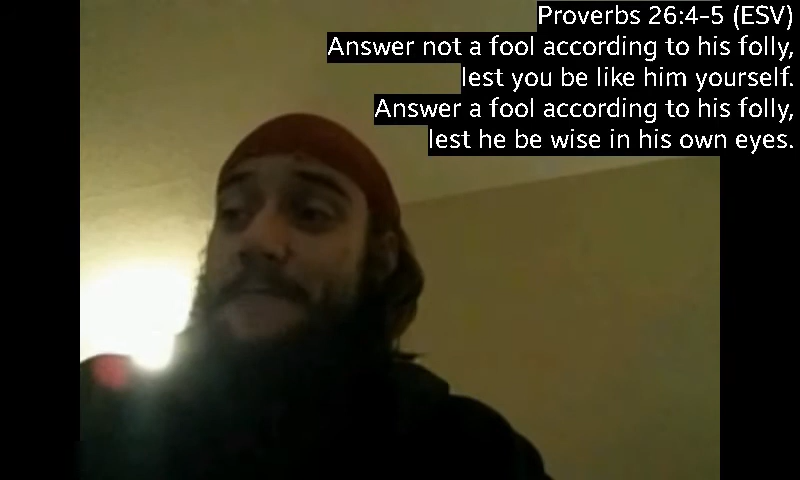 Proverbs 26:4–5 (ESV)
Answer not a fool according to his folly,
lest you be like him yourself.
Answer a fool according to his folly,
lest he be wise in his own eyes.